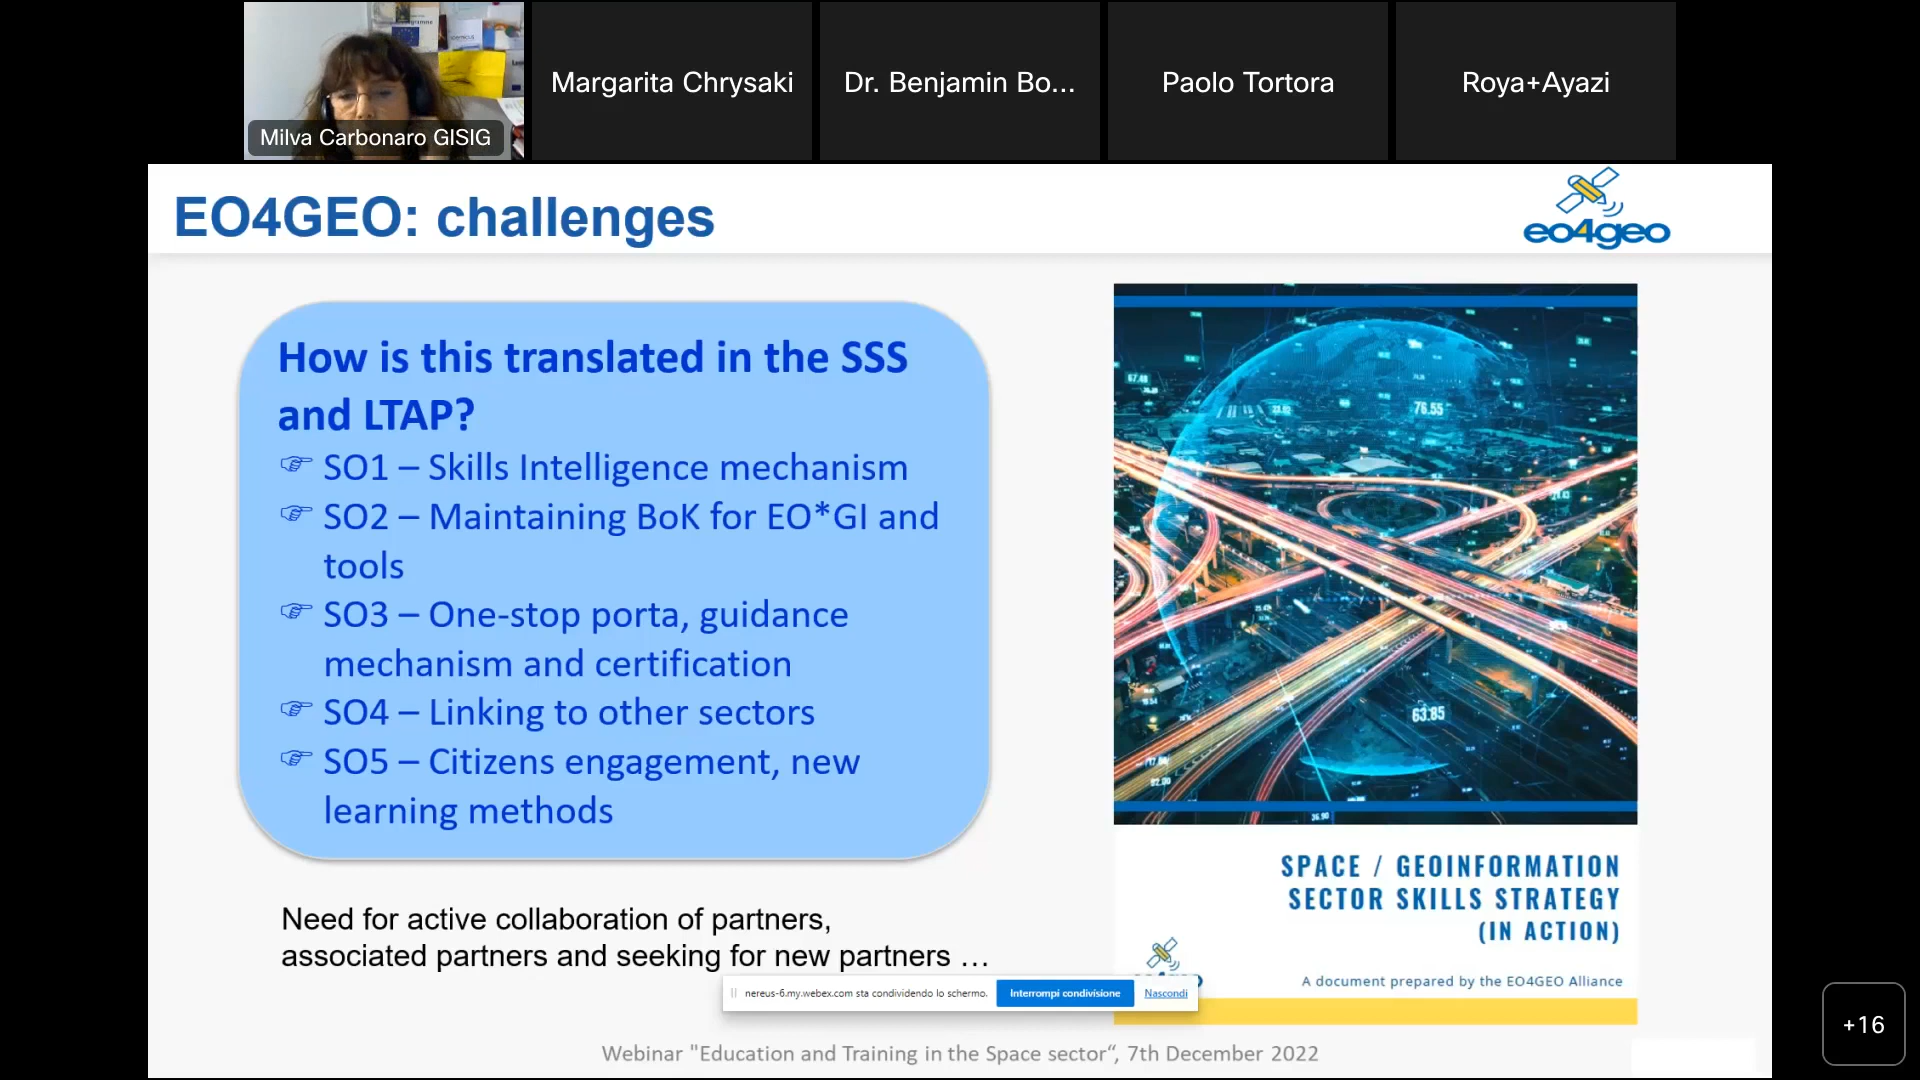 Milva Carbonaro GISIG
Margarita Chrysaki
Dr. Benjamin Bo...
Paolo Tortora
Roya+Ayazi
EO4GEO: challenges
eo4geo
How is this translated in the SSS
and LTAP?
☞ SO1 – Skills Intelligence mechanism
☞ SO2 – Maintaining BoK for EO*GI and
tools
☞ SO3 – One-stop porta, guidance
mechanism and certification
☞ SO4 – Linking to other sectors
☞ SO5 – Citizens engagement, new
learning methods
Need for active collaboration of partners,
associated partners and seeking for new partners …
67.48
76.55
63.85
36.90
SPACE / GEOINFORMATION
SECTOR SKILLS STRATEGY
(IN ACTION)
A document prepared by the EO4GEO Alliance
nereus-6.my.webex.com sta condividendo lo schermo.
Interrompi condivisione
Nascondi
Webinar "Education and Training in the Space sector“, 7th December 2022
+16